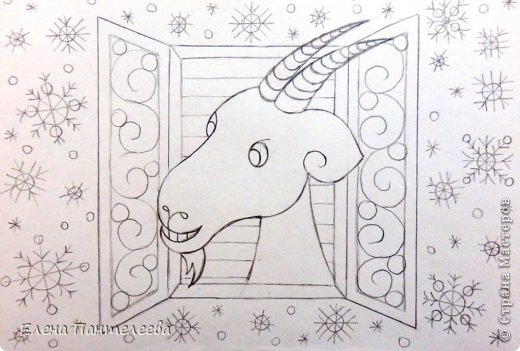 © Страна Мастеров
Елена Пантелеева